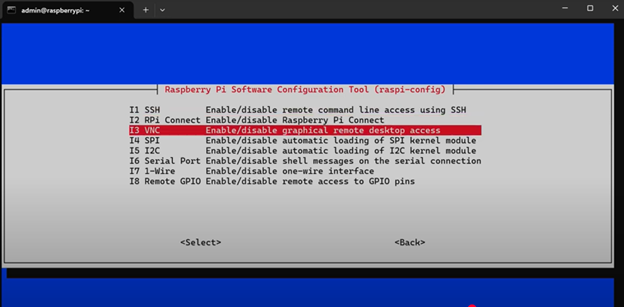 admin@raspberrypi: ~
Raspberry Pi Software Configuration Tool (raspi-config)
I1 SSH Enable/disable remote command line access using SSH
I2 RPi Connect Enable/disable Raspberry Pi Connect
I3 VNC Enable/disable graphical remote desktop access
I4 SPI Enable/disable automatic loading of SPI kernel module
I5 I2C Enable/disable automatic loading of I2C kernel module
I6 Serial Port Enable/disable shell messages on the serial connection
I7 1-Wire Enable/disable one-wire interface
I8 Remote GPIO Enable/disable remote access to GPIO pins
<Select> <Back>